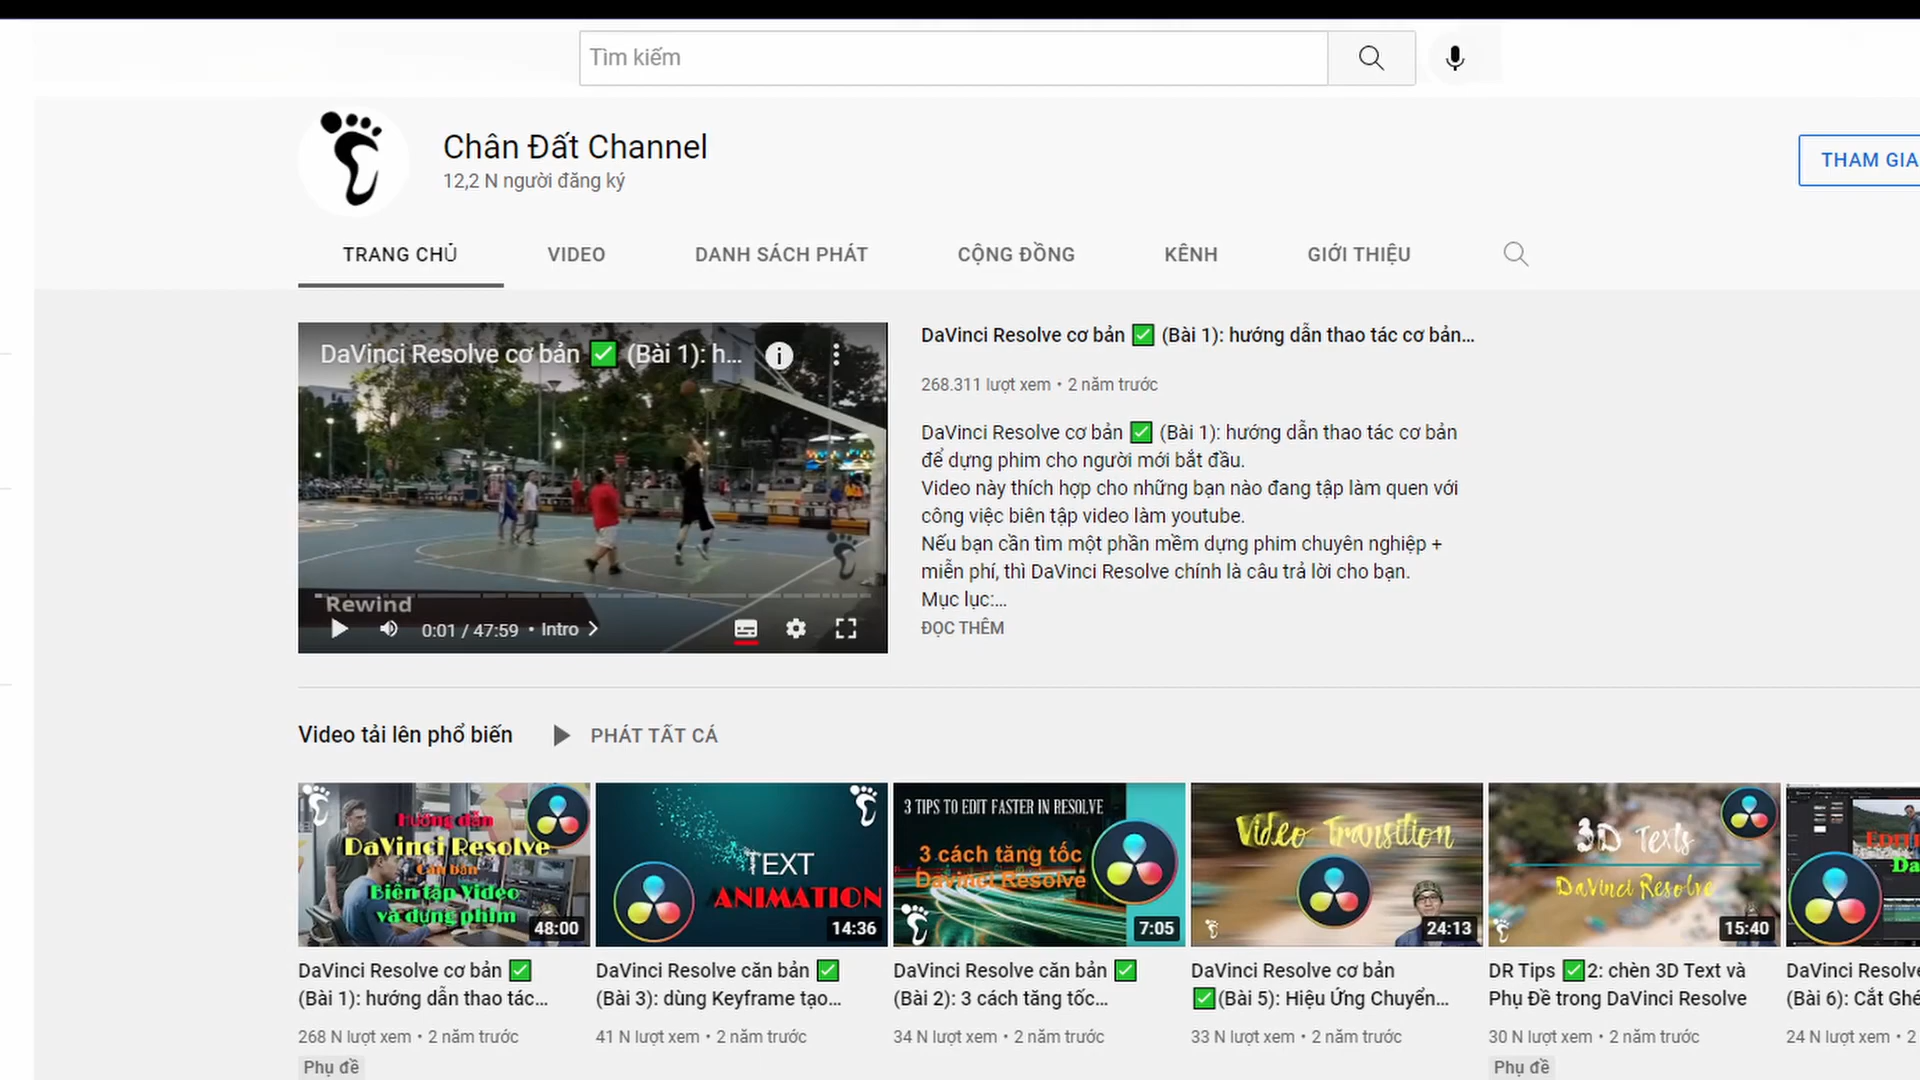 Tìm kiếm
Chân Đất Channel
12,2 N người đăng ký
THAM GIA
TRANG CHỦ
VIDEO
DANH SÁCH PHÁT
CỘNG ĐỒNG
KÊNH
GIỚI THIỆU
DaVinci Resolve cơ bản ✅ (Bài 1): h...
Rewind
0:01 / 47:59 • Intro
DaVinci Resolve cơ bản ✅ (Bài 1): hướng dẫn thao tác cơ bản...
268.311 lượt xem • 2 năm trước
DaVinci Resolve cơ bản ✅ (Bài 1): hướng dẫn thao tác cơ bản
để dựng phim cho người mới bắt đầu.
Video này thích hợp cho những bạn nào đang tập làm quen với
công việc biên tập video làm youtube.
Nếu bạn cần tìm một phần mềm dựng phim chuyên nghiệp +
miễn phí, thì DaVinci Resolve chính là câu trả lời cho bạn.
Mục lục:...
ĐỌC THÊM
Video tải lên phổ biến
PHÁT TẤT CẢ
Hướng dẫn
DaVinci Resolve
Căn bản
Biên tập Video
và dựng phim
48:00
TEXT
ANIMATION
14:36
3 TIPS TO EDIT FASTER IN RESOLVE
3 cách tăng tốc
Davinci Resolve
7:05
Video Transition
24:13
3D Texts
DaVinci Resolve
15:40
DaVinci Resolve cơ bản ✅
(Bài 1): hướng dẫn thao tác...
268 N lượt xem • 2 năm trước
Phụ đề
DaVinci Resolve căn bản ✅
(Bài 3): dùng Keyframe tạo...
41 N lượt xem • 2 năm trước
DaVinci Resolve căn bản ✅
(Bài 2): 3 cách tăng tốc...
34 N lượt xem • 2 năm trước
DaVinci Resolve cơ bản
✅(Bài 5): Hiệu Ứng Chuyển...
33 N lượt xem • 2 năm trước
DR Tips ✅2: chèn 3D Text và
Phụ Đề trong DaVinci Resolve
30 N lượt xem • 2 năm trước
Phụ đề
DaVinci Resolve
(Bài 6): Cắt Ghé
24 N lượt xem • 2